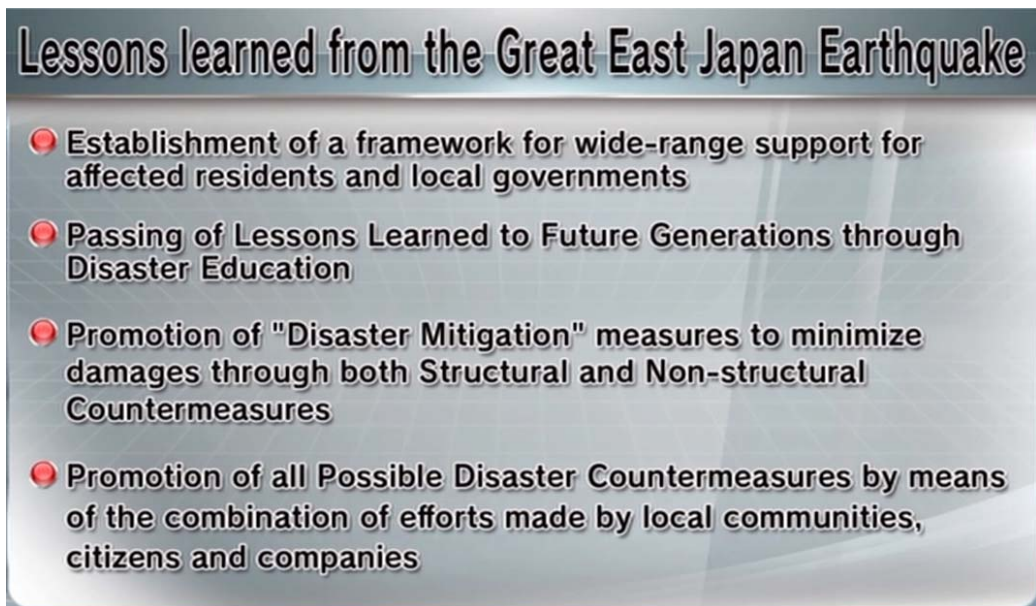 Lessons learned from the Great East Japan Earthquake
Establishment of a framework for wide-range support for
affected residents and local governments
Passing of Lessons Learned to Future Generations through
Disaster Education
Promotion of "Disaster Mitigation" measures to minimize
damages through both Structural and Non-structural
Countermeasures
Promotion of all Possible Disaster Countermeasures by means
of the combination of efforts made by local communities,
citizens and companies